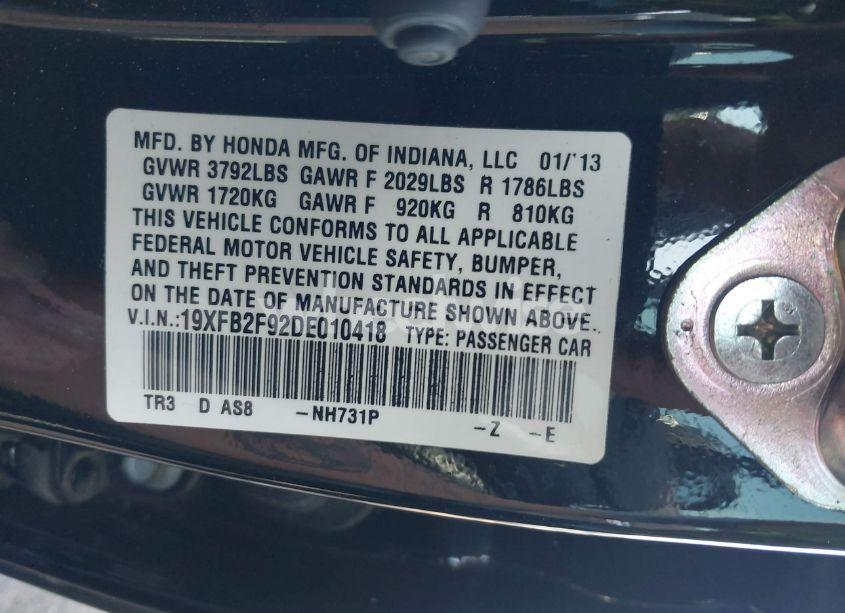 MFD. BY HONDA MFG. OF INDIANA, LLC 01/'13
GVWR 3792LBS GAWR F 2029LBS R 1786LBS
GVWR 1720KG GAWR F 920KG R 810KG
THIS VEHICLE CONFORMS TO ALL APPLICABLE
FEDERAL MOTOR VEHICLE SAFETY, BUMPER,
AND THEFT PREVENTION STANDARDS IN EFFECT
ON THE DATE OF MANUFACTURE SHOWN ABOVE.
V.I.N.:19XFB2F92DE010418 TYPE: PASSENGER CAR
TR3 D AS8 -NH731P -Z -E